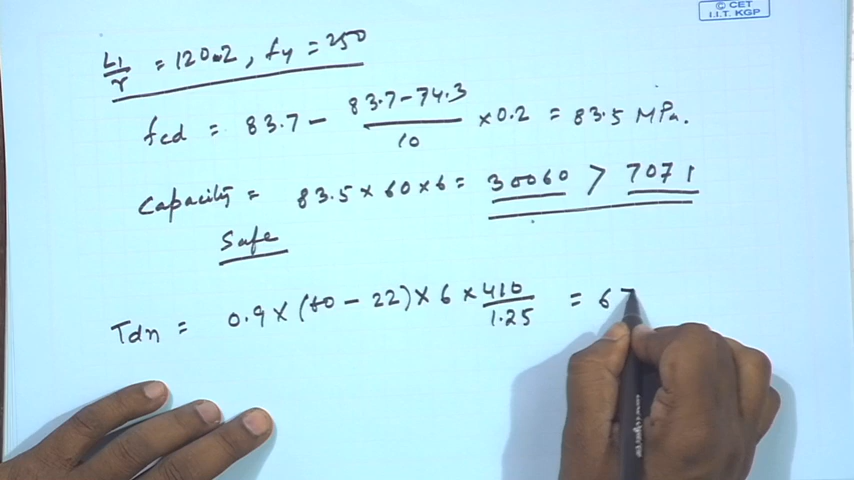 © CET
I.I.T. KGP
L1/r = 120.2, fy = 250
fcd = 83.7 - (83.7 - 74.3)/10 × 0.2 = 83.5 MPa.
Capacity = 83.5 × 60 × 6 = 30060 > 7071
Safe
Tdn = 0.9 × (60 - 22) × 6 × 410/1.25 = 67